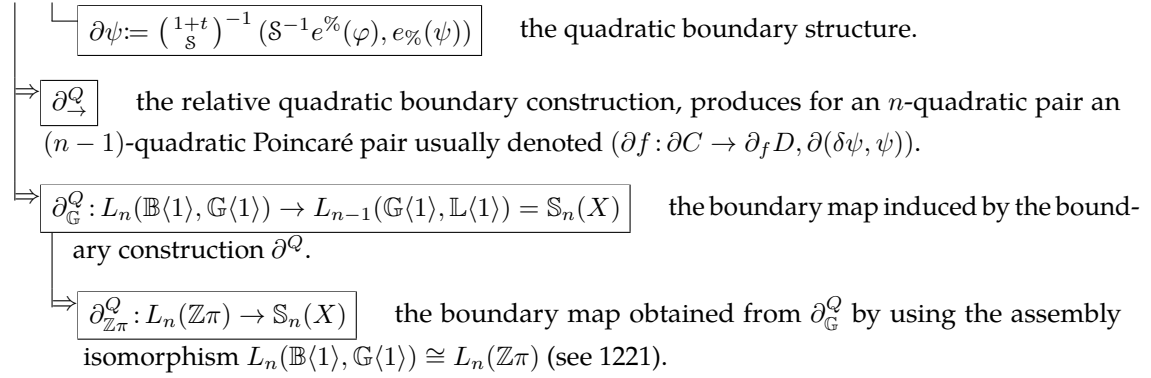 ∂ψ := (1+t / S)^{-1} (S^{-1}e^%(φ), e_%(ψ)) the quadratic boundary structure.
∂^Q_→ the relative quadratic boundary construction, produces for an n-quadratic pair an
(n − 1)-quadratic Poincaré pair usually denoted (∂f : ∂C → ∂_f D, ∂(δψ, ψ)).
∂^Q_𝔾 : L_n(𝔹⟨1⟩, 𝔾⟨1⟩) → L_{n−1}(𝔾⟨1⟩, 𝕃⟨1⟩) = 𝕊_n(X) the boundary map induced by the bound-
ary construction ∂^Q.
∂^Q_{ℤπ} : L_n(ℤπ) → 𝕊_n(X) the boundary map obtained from ∂^Q_𝔾 by using the assembly
isomorphism L_n(𝔹⟨1⟩, 𝔾⟨1⟩) ≅ L_n(ℤπ) (see 1221).